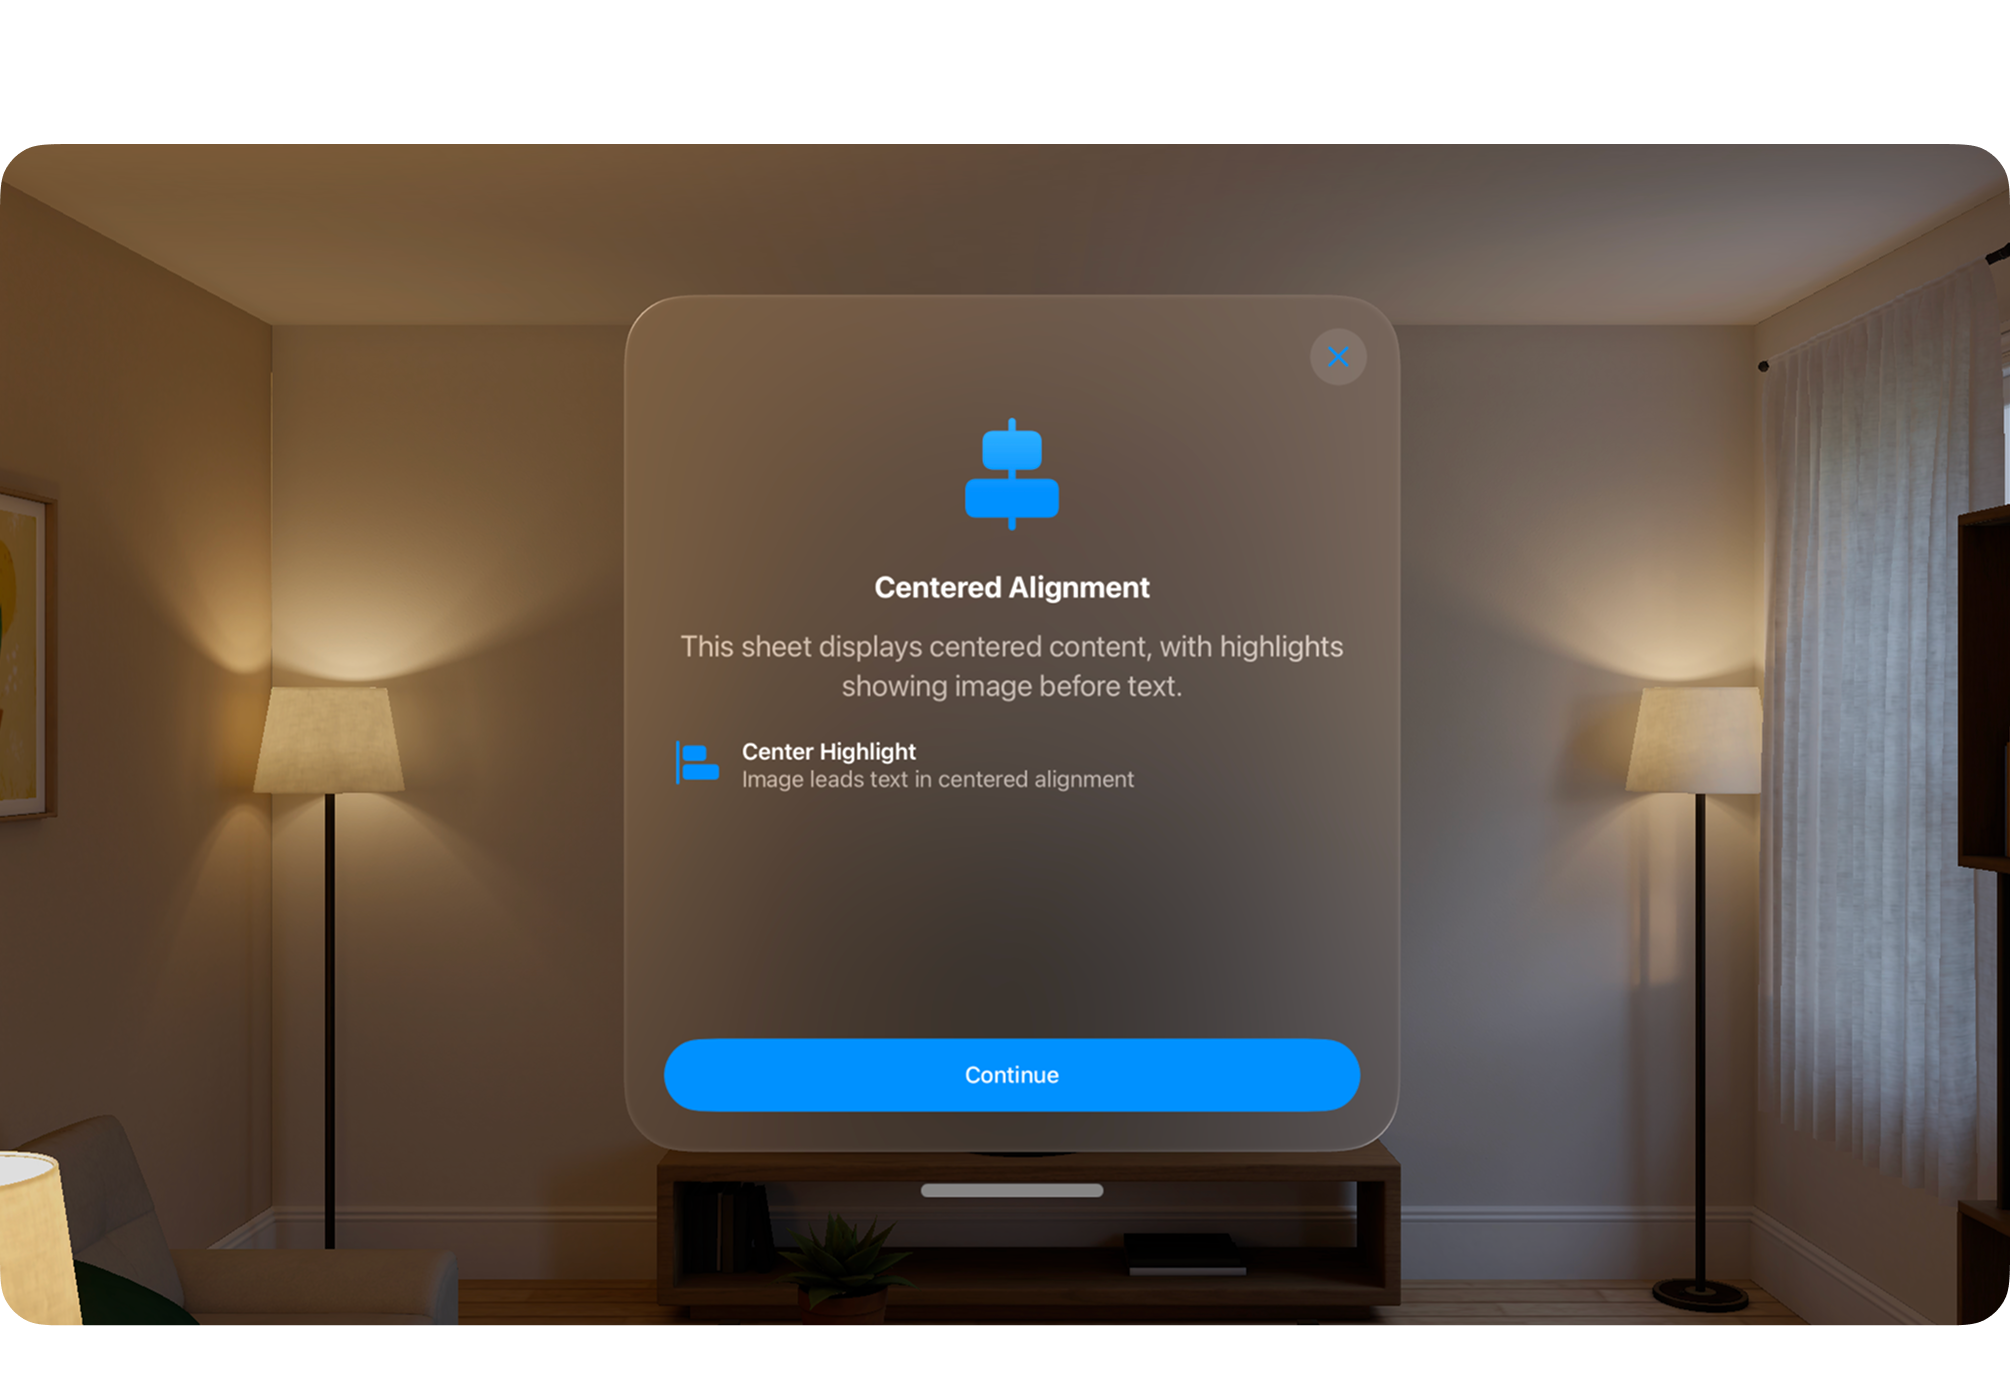 Centered Alignment
This sheet displays centered content, with highlights
showing image before text.
Center Highlight
Image leads text in centered alignment
Continue